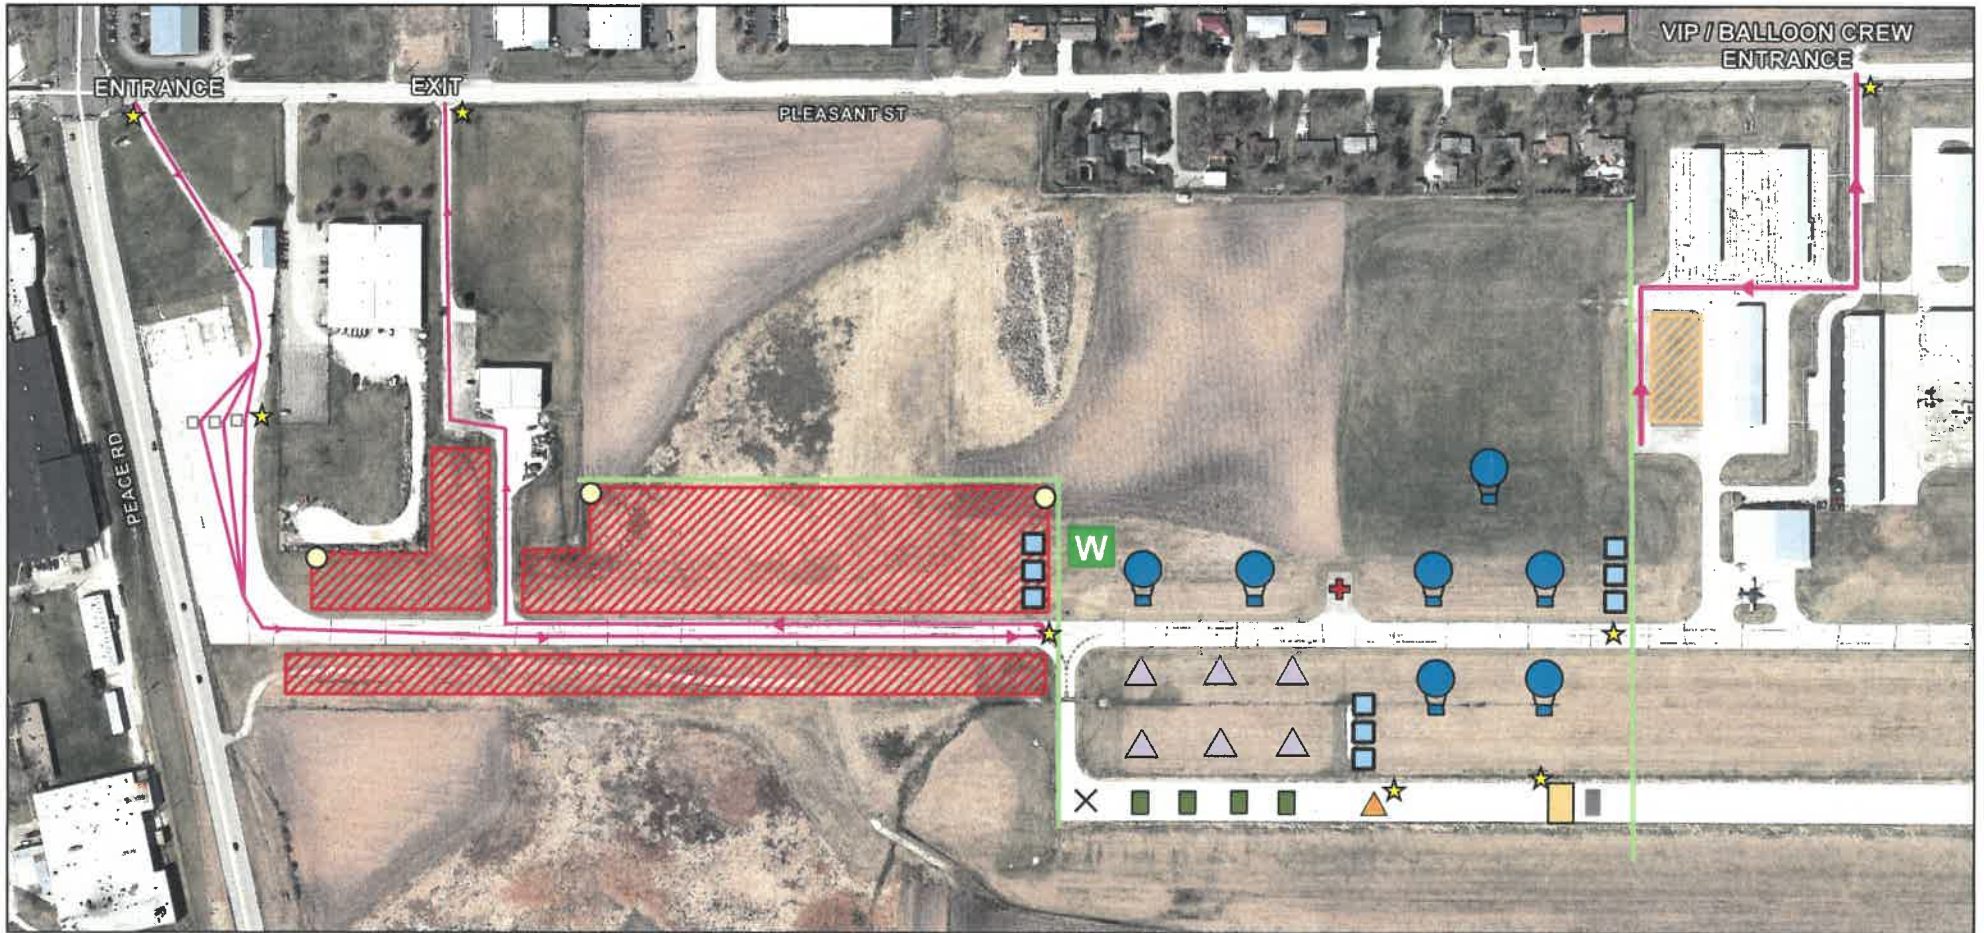 VIP / BALLOON CREW
ENTRANCE
ENTRANCE
EXIT
PLEASANT ST
PEACE RD
W